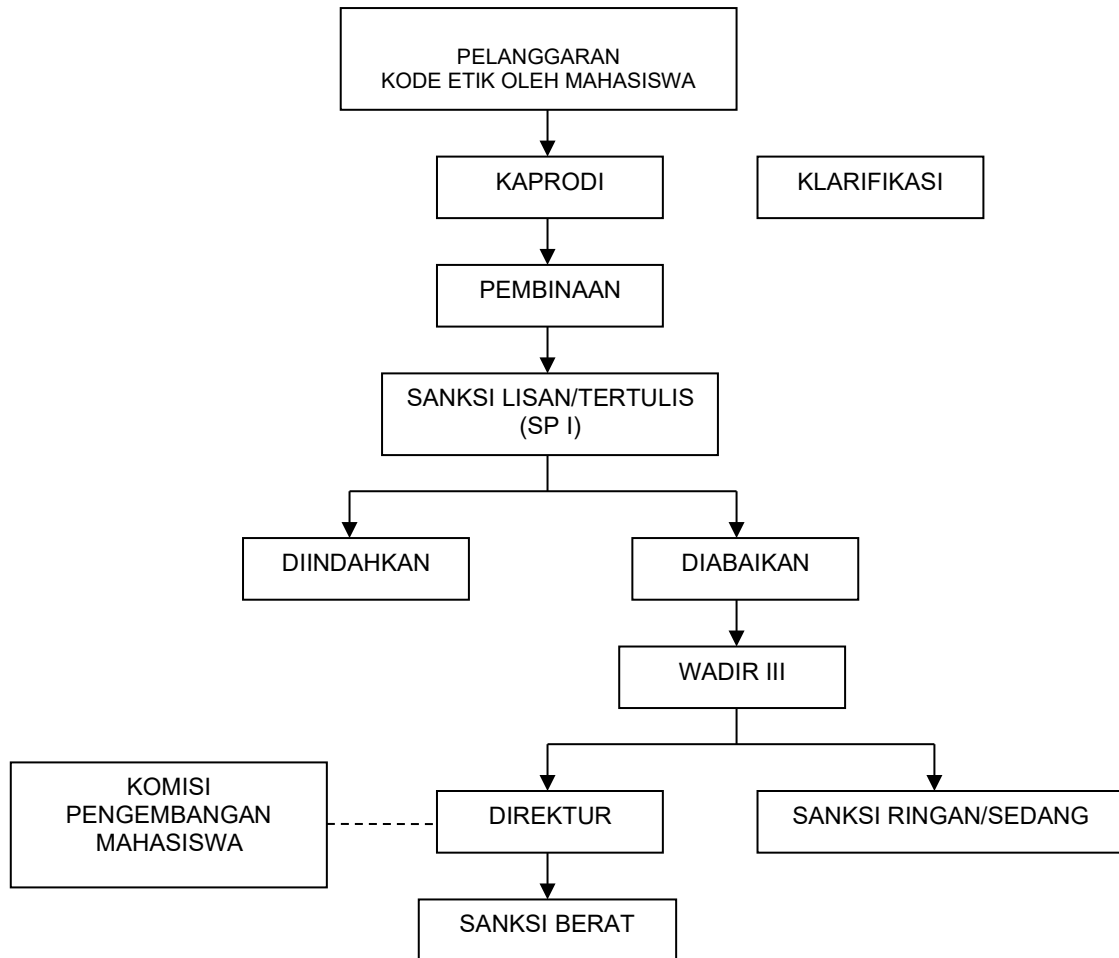 PELANGGARAN
KODE ETIK OLEH MAHASISWA
KAPRODI
KLARIFIKASI
PEMBINAAN
SANKSI LISAN/TERTULIS
(SP I)
DIINDAHKAN
DIABAIKAN
WADIR III
KOMISI
PENGEMBANGAN
MAHASISWA
DIREKTUR
SANKSI RINGAN/SEDANG
SANKSI BERAT